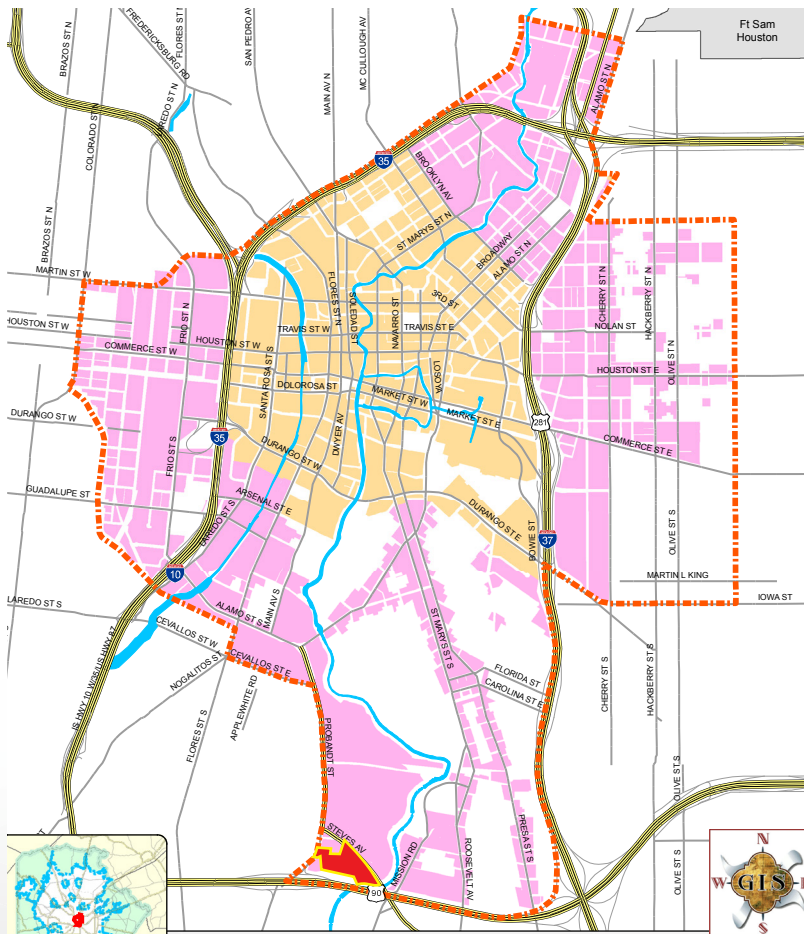 Ft Sam
Houston
BRAZOS ST N
FREDERICKSBURG RD
FLORES ST N
SAN PEDRO AV
MAIN AV N
MC CULLOUGH AV
COLORADO ST N
LAREDO ST N
ALAMO ST N
35
BROOKLYN AV
ST MARYS ST N
BROADWAY
ALAMO ST N
BRAZOS ST N
MARTIN ST W
FRIO ST N
FLORES ST N
SOLEDAD ST
3RD ST
NAVARRO ST
CHERRY ST N
HACKBERRY ST N
OLIVE ST N
NOLAN ST
HOUSTON ST W
HOUSTON ST W
TRAVIS ST W
TRAVIS ST E
COMMERCE ST W
SANTA ROSA ST S
LOSOYA
HOUSTON ST E
DOLOROSA ST
MARKET ST W
MARKET ST E
DWYER AV
281
COMMERCE ST E
DURANGO ST W
35
FRIO ST S
DURANGO ST W
GUADALUPE ST
ARSENAL ST E
LAREDO ST S
DURANGO ST E
BOWIE ST
37
OLIVE ST S
MARTIN L KING
IOWA ST
10
LAREDO ST S
ALAMO ST S
MAIN AV S
CEVALLOS ST W
CEVALLOS ST E
NOGALITOS ST
ST MARYS ST S
IS HWY 10 W/35/US HWY 87
APPLEWHITE RD
FLORES ST S
FLORIDA ST
CAROLINA ST E
CHERRY ST S
HACKBERRY ST S
PROBANDT ST
OLIVE ST S
STEVES AV
PRESA ST S
MISSION RD
ROOSEVELT AV
90
OLIVE ST S
N
W GIS E
S